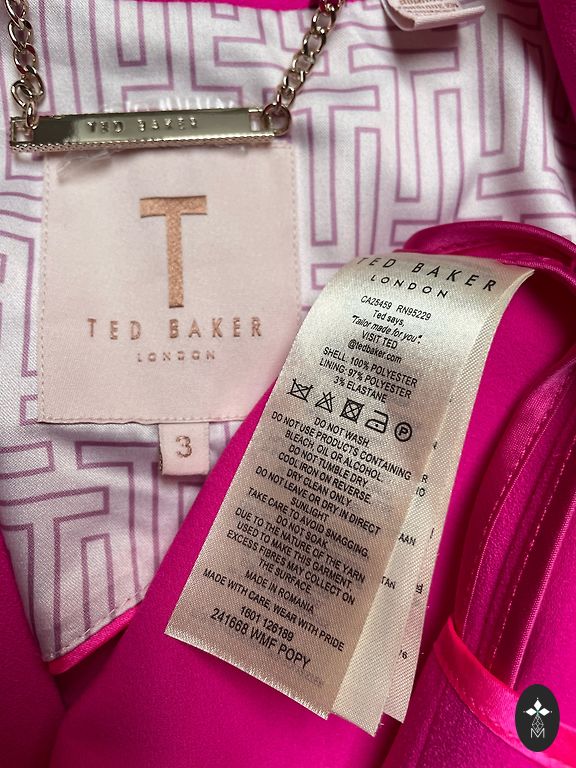 TED BAKER
T
TED BAKER
LONDON
3
TED BAKER
LONDON
CA25459 RN95229
Ted says,
"Tailor made for you".
VISIT TED
@tedbaker.com
SHELL: 100% POLYESTER
LINING: 97% POLYESTER
3% ELASTANE
P
DO NOT WASH
DO NOT USE PRODUCTS CONTAINING
BLEACH, OIL OR ALCOHOL.
DO NOT TUMBLE DRY.
COOL IRON ON REVERSE.
DRY CLEAN ONLY
DO NOT LEAVE OR DRY IN DIRECT
SUNLIGHT
TAKE CARE TO AVOID SNAGGING.
DO NOT SOAK.
DUE TO THE NATURE OF THE YARN
USED TO MAKE THIS GARMENT,
EXCESS FIBRES MAY COLLECT ON
THE SURFACE.
MADE IN ROMANIA
MADE WITH CARE, WEAR WITH PRIDE
1601 126189
241668 WMF POPY